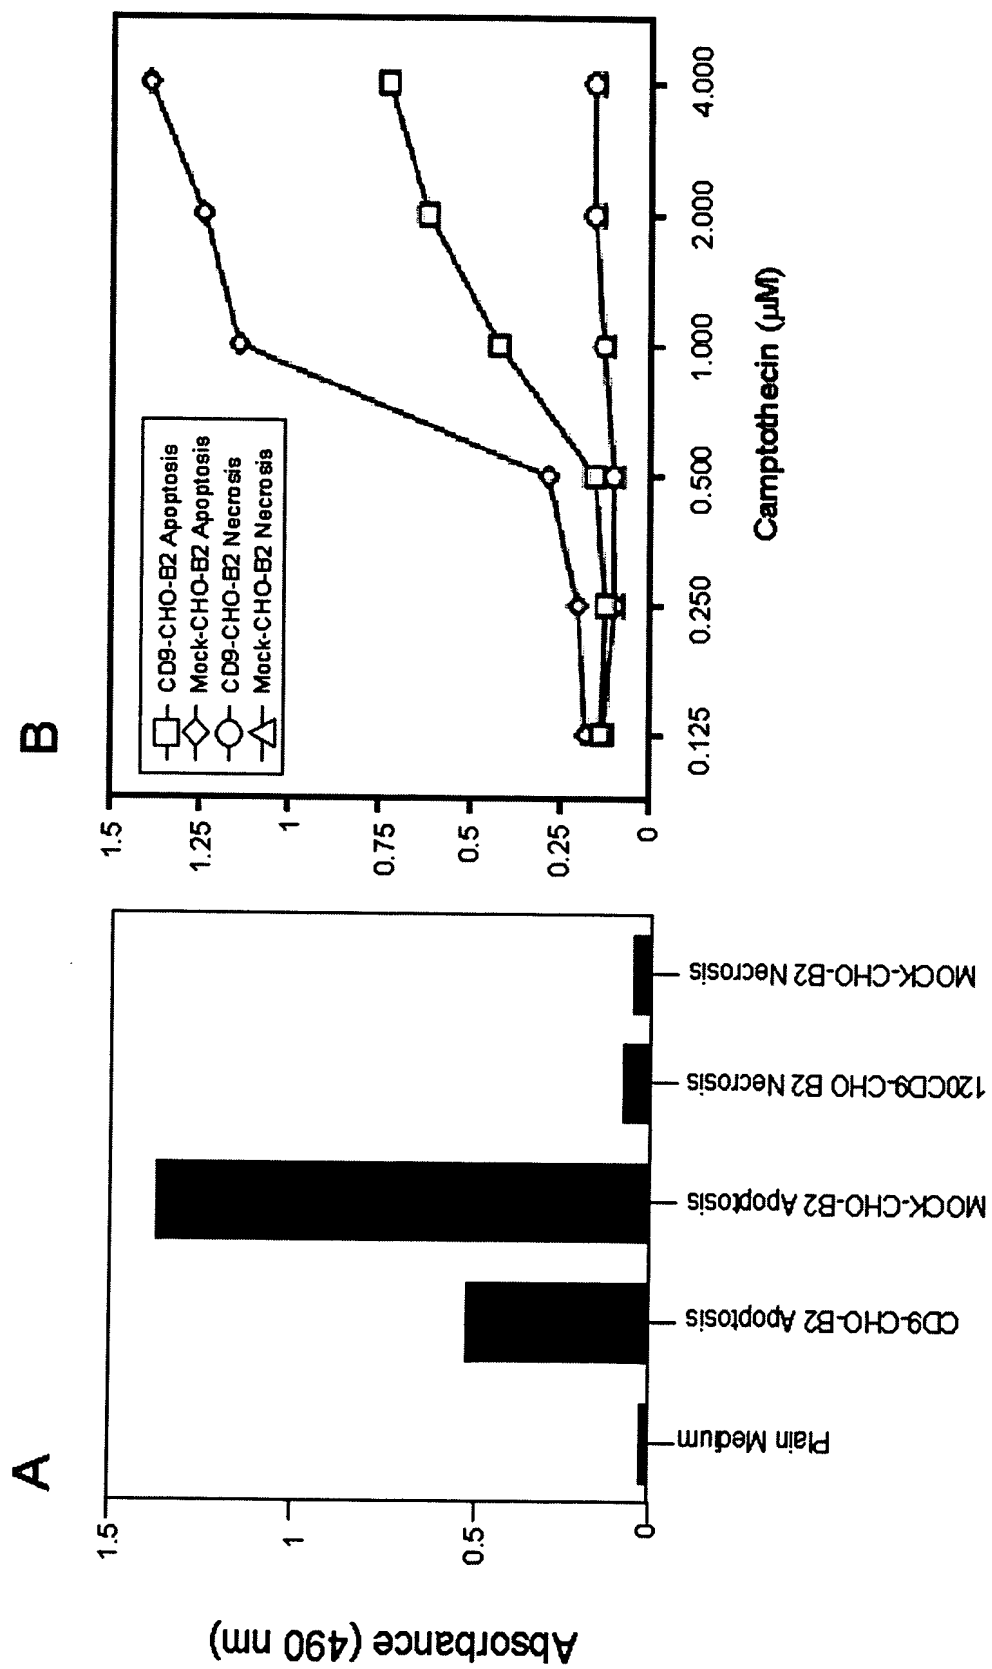 A
Absorbance (490 nm)
1.5
1
0.5
0
Plain Medium
CD9-CHO-B2 Apoptosis
MOCK-CHO-B2 Apoptosis
120CD9-CHO B2 Necrosis
MOCK-CHO-B2 Necrosis
B
1.5
1.25
1
0.75
0.5
0.25
0
CD9-CHO-B2 Apoptosis
Mock-CHO-B2 Apoptosis
CD9-CHO-B2 Necrosis
Mock-CHO-B2 Necrosis
0.125
0.250
0.500
1.000
2.000
4.000
Camptothecin (µM)